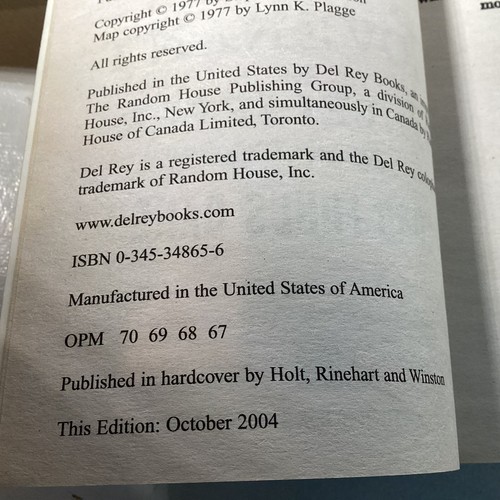 Copyright © 1977 by
Map copyright © 1977 by Lynn K. Plagge
All rights reserved.
Published in the United States by Del Rey Books, an
The Random House Publishing Group, a division of
House, Inc., New York, and simultaneously in Canada by
House of Canada Limited, Toronto.
Del Rey is a registered trademark and the Del Rey
trademark of Random House, Inc.
www.delreybooks.com
ISBN 0-345-34865-6
Manufactured in the United States of America
OPM 70 69 68 67
Published in hardcover by Holt, Rinehart and Winston
This Edition: October 2004